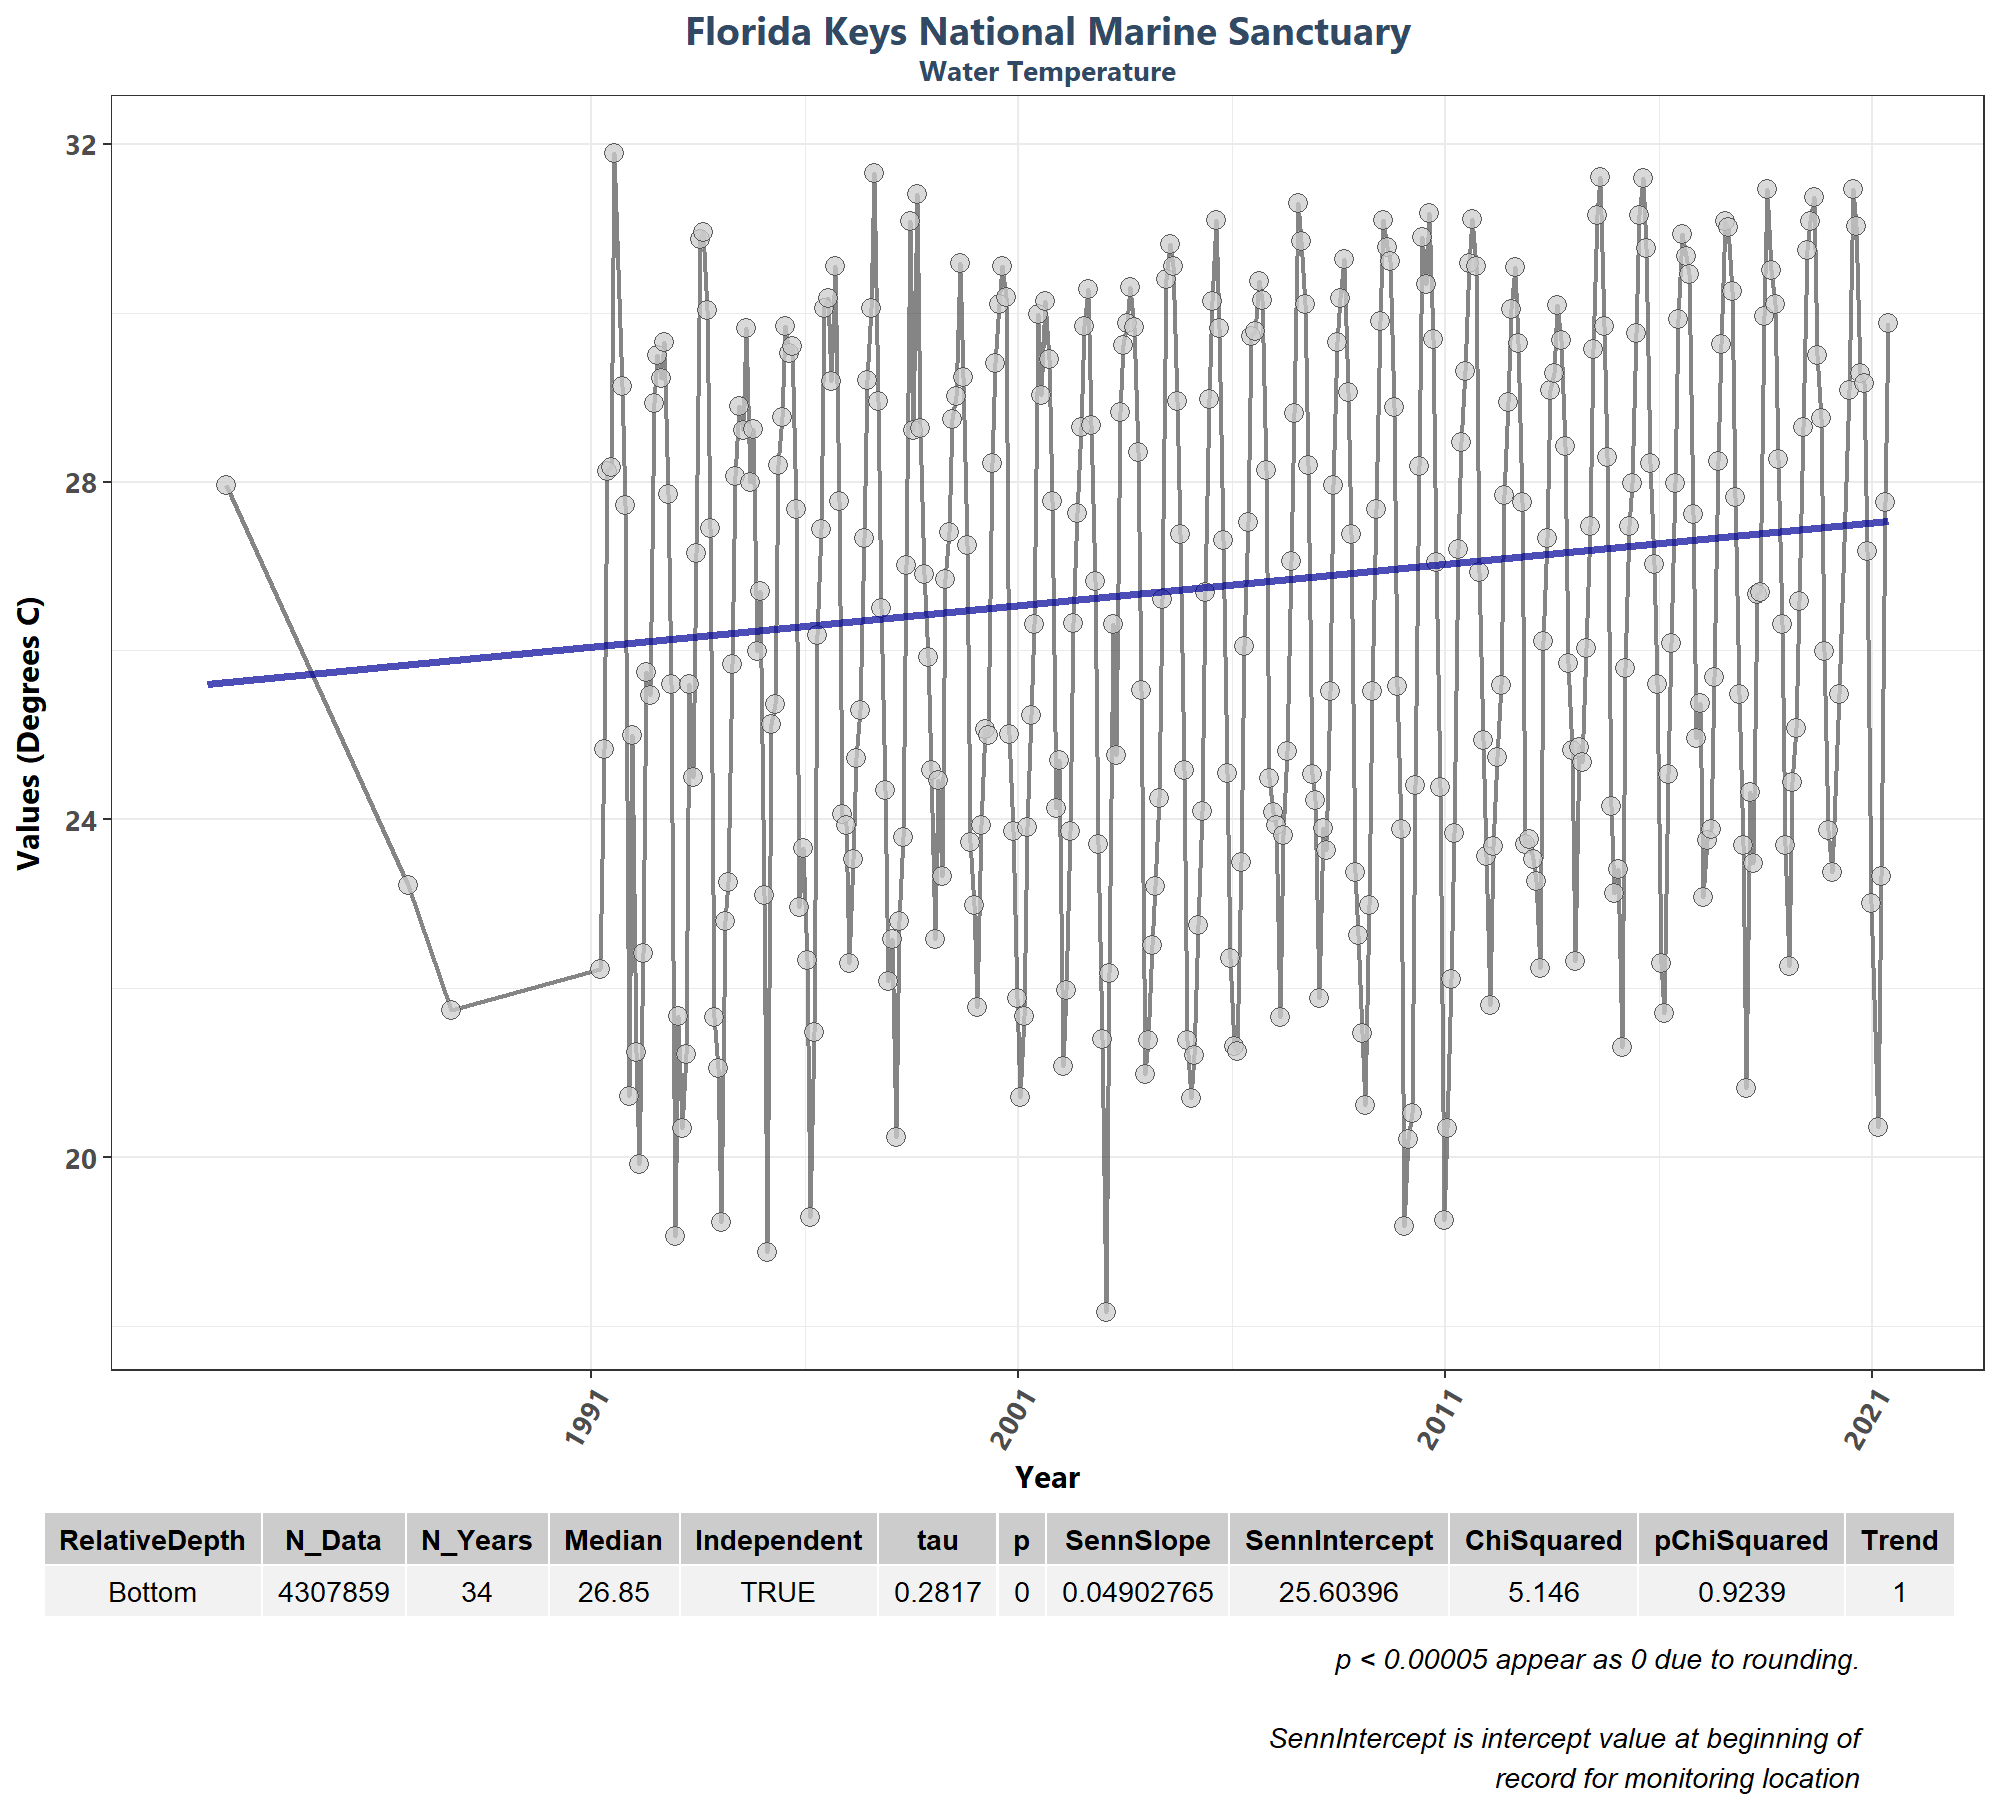 Florida Keys National Marine Sanctuary
Water Temperature
Values (Degrees C)
32
28
24
20
1991 2001 2011 2021
Year
RelativeDepth N_Data N_Years Median Independent tau p SennSlope SennIntercept ChiSquared pChiSquared Trend
Bottom 4307859 34 26.85 TRUE 0.2817 0 0.04902765 25.60396 5.146 0.9239 1
p < 0.00005 appear as 0 due to rounding.
SennIntercept is intercept value at beginning of
record for monitoring location